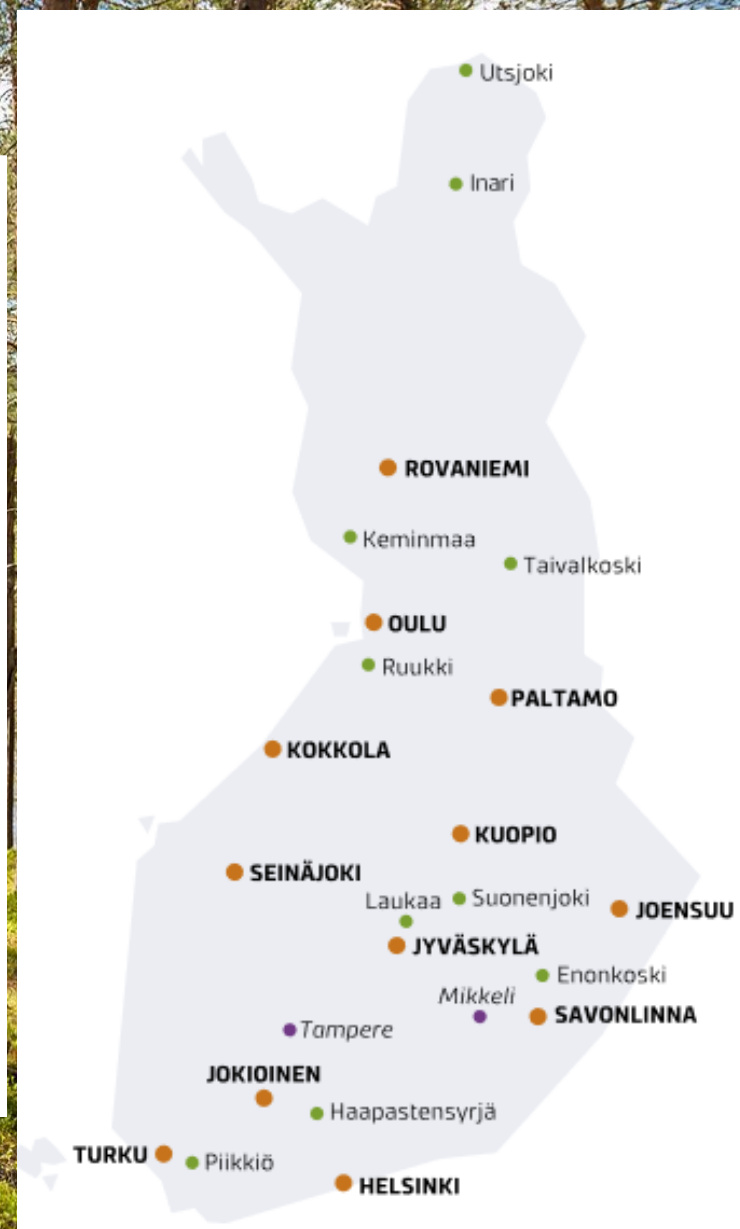 Utsjoki
Inari
ROVANIEMI
Keminmaa
Taivalkoski
OULU
Ruukki
PALTAMO
KOKKOLA
KUOPIO
SEINÄJOKI
Laukaa
Suonenjoki
JOENSUU
JYVÄSKYLÄ
Enonkoski
Mikkeli
SAVONLINNA
Tampere
JOKIOINEN
Haapastensyrjä
TURKU
Piikkiö
HELSINKI